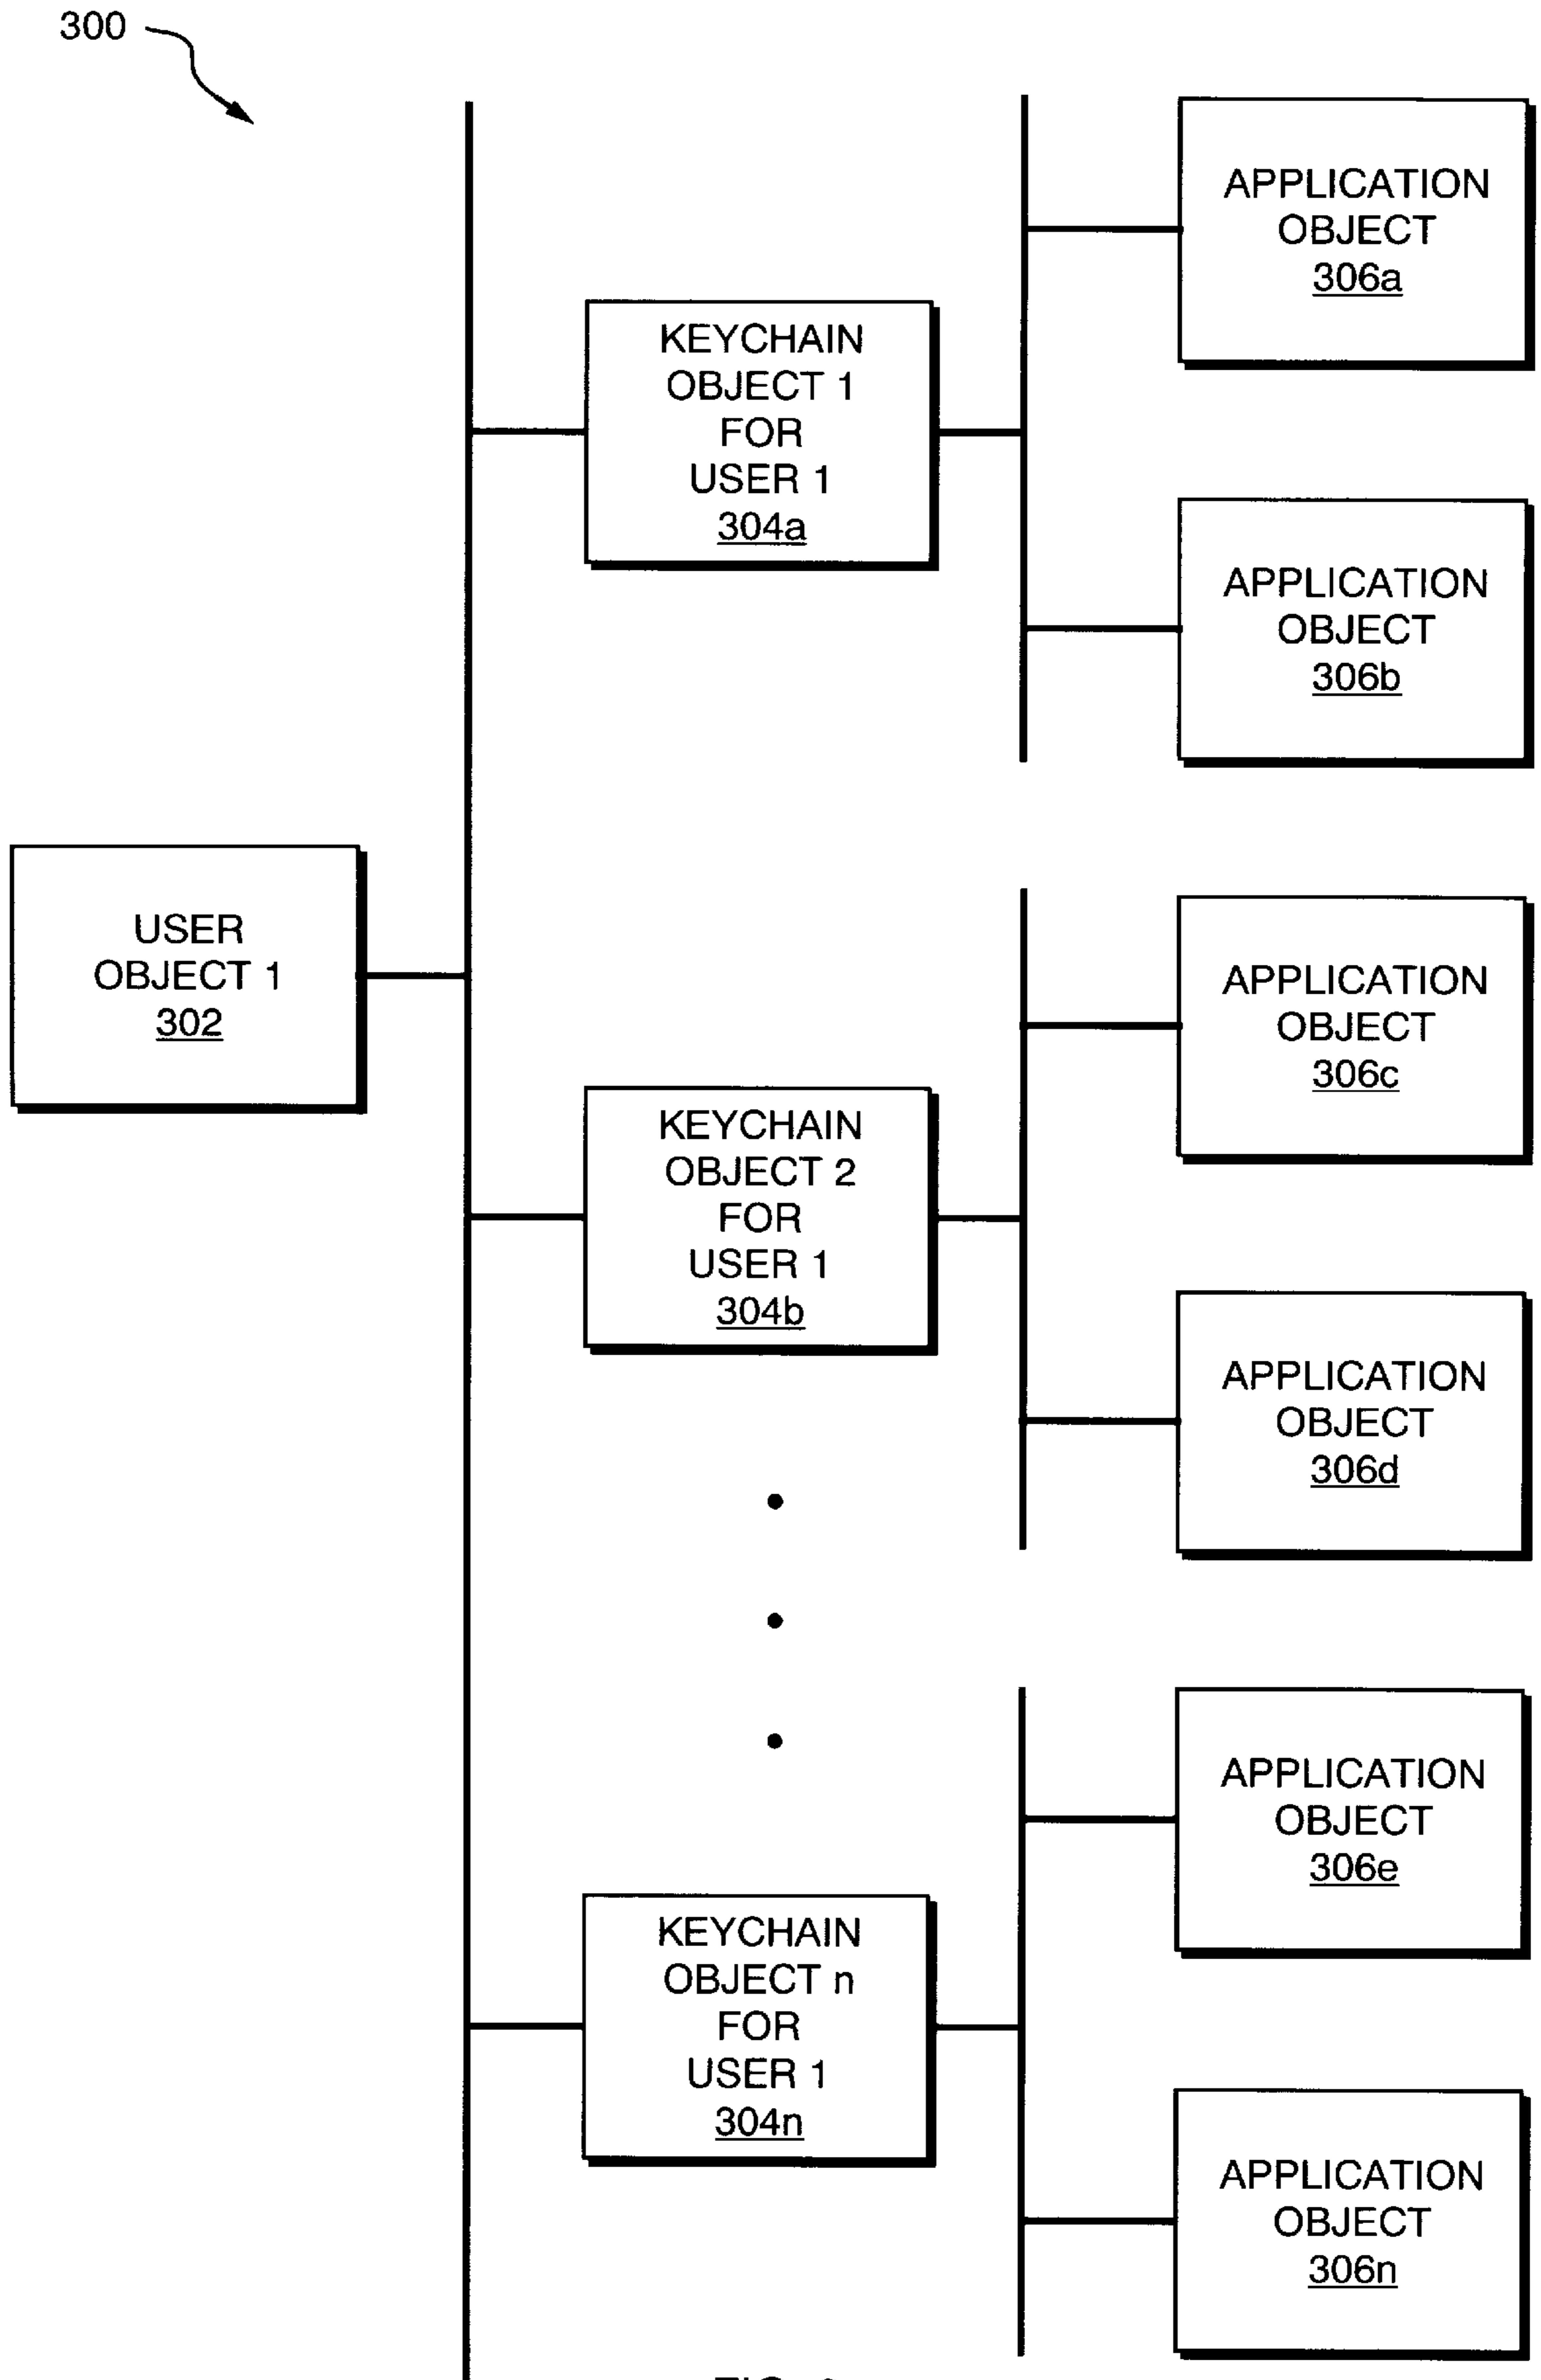 300
APPLICATION
OBJECT
306a
KEYCHAIN
OBJECT 1
FOR
USER 1
304a
APPLICATION
OBJECT
306b
USER
OBJECT 1
302
APPLICATION
OBJECT
306c
KEYCHAIN
OBJECT 2
FOR
USER 1
304b
APPLICATION
OBJECT
306d
APPLICATION
OBJECT
306e
KEYCHAIN
OBJECT n
FOR
USER 1
304n
APPLICATION
OBJECT
306n